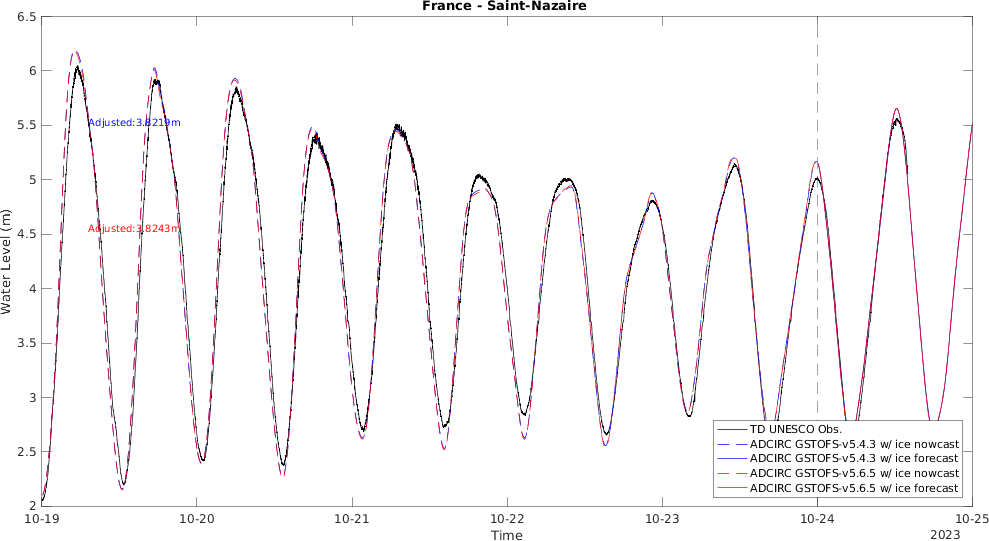 France - Saint-Nazaire
6.5
6
5.5
5
4.5
4
3.5
3
2.5
2
Water Level (m)
Adjusted:3.8219m
Adjusted:3.8243m
TD UNESCO Obs.
ADCIRC GSTOFS-v5.4.3 w/ ice nowcast
ADCIRC GSTOFS-v5.4.3 w/ ice forecast
ADCIRC GSTOFS-v5.6.5 w/ ice nowcast
ADCIRC GSTOFS-v5.6.5 w/ ice forecast
10-19 10-20 10-21 10-22 10-23 10-24 10-25
Time
2023